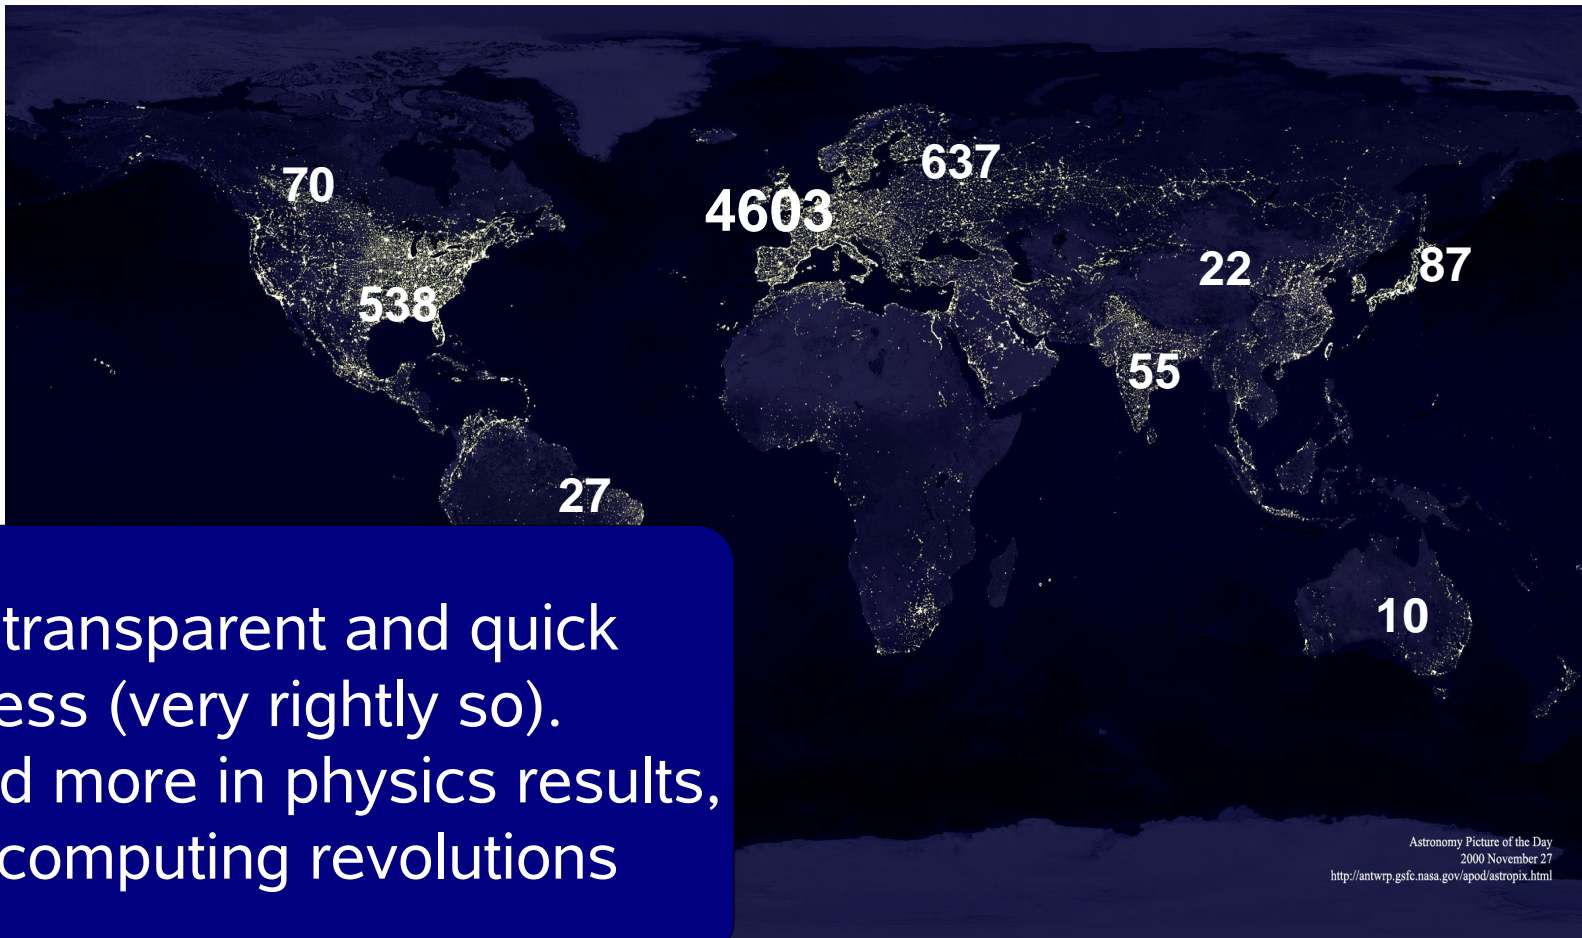 637
70
4603
22
87
538
55
27
10
transparent and quick
ess (very rightly so).
d more in physics results,
computing revolutions
Astronomy Picture of the Day
2000 November 27
http://antwrp.gsfc.nasa.gov/apod/astropix.html